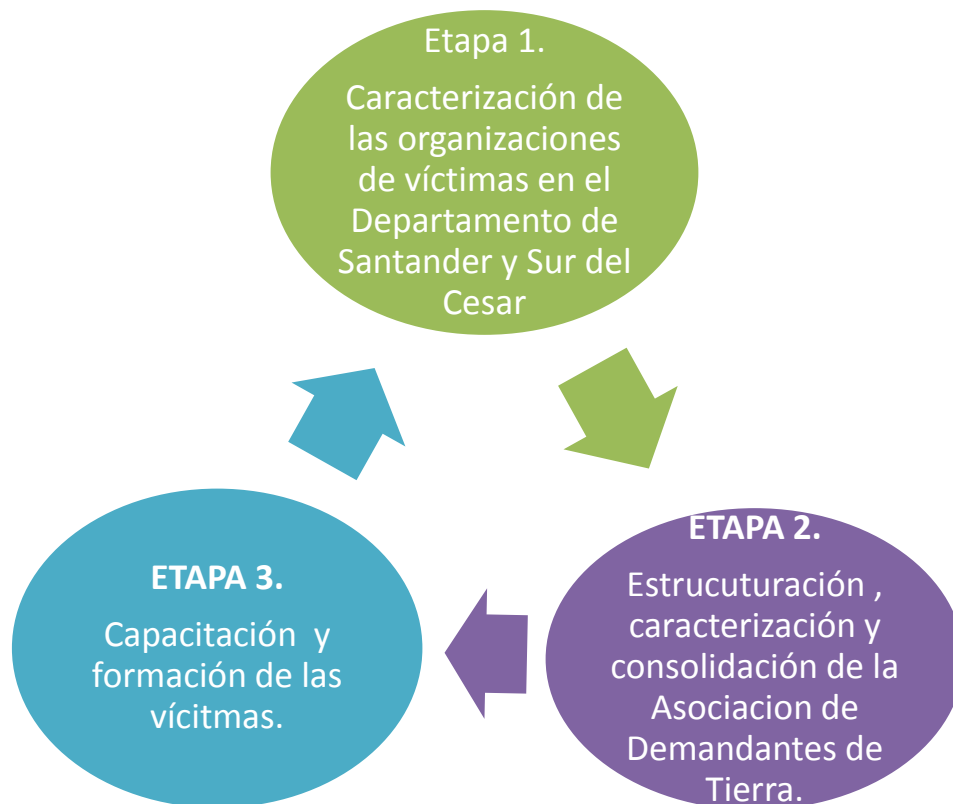 Etapa 1.
Caracterización de
las organizaciones
de víctimas en el
Departamento de
Santander y Sur del
Cesar
ETAPA 2.
Estrucuturación ,
caracterización y
consolidación de la
Asociacion de
Demandantes de
Tierra.
ETAPA 3.
Capacitación y
formación de las
vícitmas.